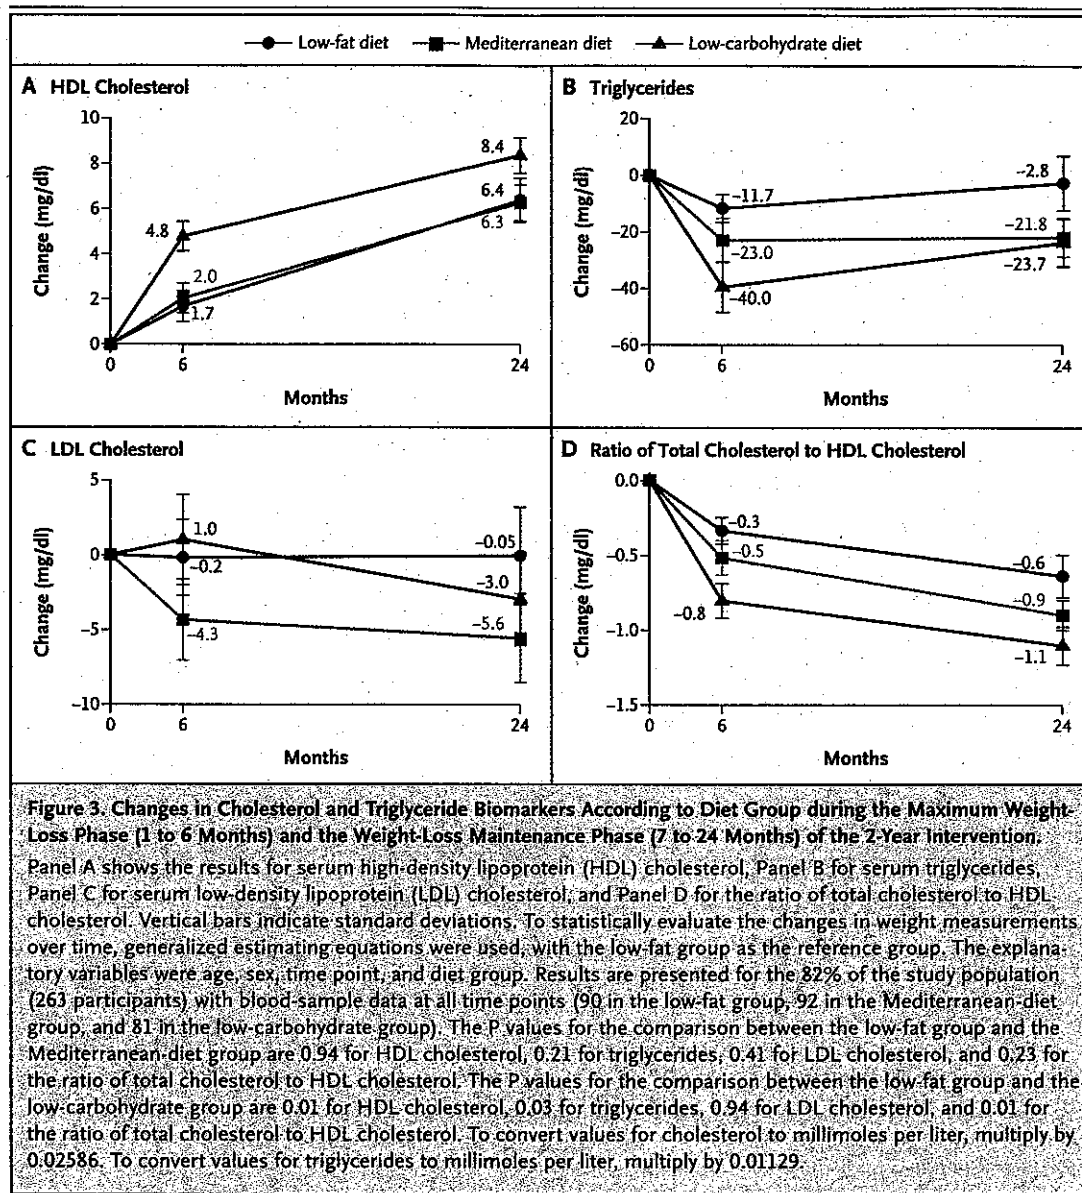 Low-fat diet Mediterranean diet Low-carbohydrate diet
A HDL Cholesterol
10
8
6
4
2
0
Change (mg/dl)
4.8
2.0
1.7
8.4
6.4
6.3
0 6 24
Months
B Triglycerides
20
0
−20
−40
−60
Change (mg/dl)
−11.7
−23.0
−40.0
−2.8
−21.8
−23.7
0 6 24
Months
C LDL Cholesterol
5
0
−5
−10
Change (mg/dl)
1.0
−0.2
−4.3
−0.05
−3.0
−5.6
0 6 24
Months
D Ratio of Total Cholesterol to HDL Cholesterol
0.0
−0.5
−1.0
−1.5
Change (mg/dl)
−0.3
−0.5
−0.8
−0.6
−0.9
−1.1
0 6 24
Months
Figure 3. Changes in Cholesterol and Triglyceride Biomarkers According to Diet Group during the Maximum Weight-
Loss Phase (1 to 6 Months) and the Weight-Loss Maintenance Phase (7 to 24 Months) of the 2-Year Intervention.
Panel A shows the results for serum high-density lipoprotein (HDL) cholesterol, Panel B for serum triglycerides,
Panel C for serum low-density lipoprotein (LDL) cholesterol, and Panel D for the ratio of total cholesterol to HDL
cholesterol. Vertical bars indicate standard deviations. To statistically evaluate the changes in weight measurements
over time, generalized estimating equations were used, with the low-fat group as the reference group. The explana-
tory variables were age, sex, time point, and diet group. Results are presented for the 82% of the study population
(263 participants) with blood-sample data at all time points (90 in the low-fat group, 92 in the Mediterranean-diet
group, and 81 in the low-carbohydrate group). The P values for the comparison between the low-fat group and the
Mediterranean-diet group are 0.94 for HDL cholesterol, 0.21 for triglycerides, 0.41 for LDL cholesterol, and 0.23 for
the ratio of total cholesterol to HDL cholesterol. The P values for the comparison between the low-fat group and the
low-carbohydrate group are 0.01 for HDL cholesterol, 0.03 for triglycerides, 0.94 for LDL cholesterol, and 0.01 for
the ratio of total cholesterol to HDL cholesterol. To convert values for cholesterol to millimoles per liter, multiply by
0.02586. To convert values for triglycerides to millimoles per liter, multiply by 0.01129.